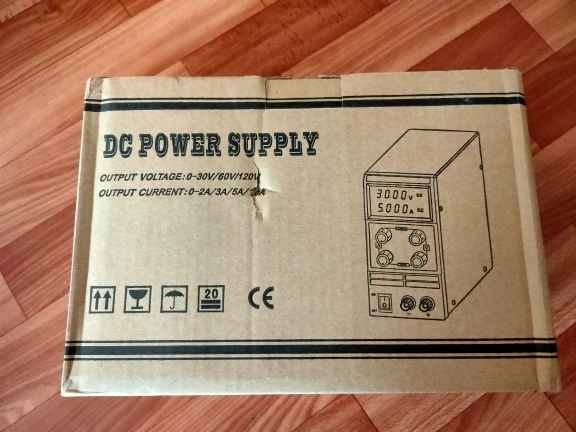 DC POWER SUPPLY
OUTPUT VOLTAGE: 0-30V/60V/120V
OUTPUT CURRENT: 0-2A/3A/5A/
30.00 V
5.000 A
20
CE